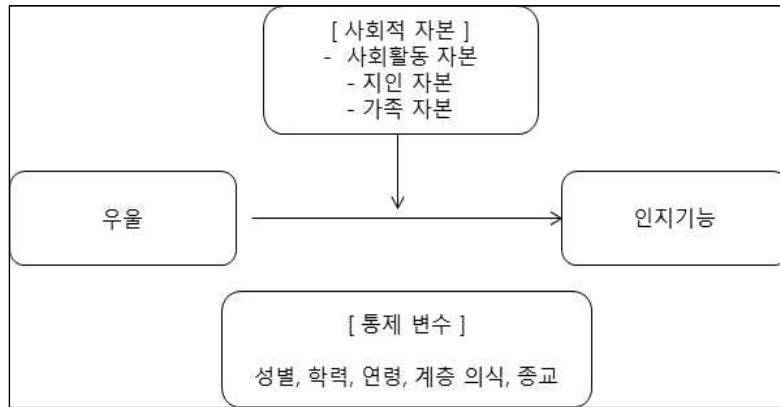 [ 사회적 자본 ]
- 사회활동 자본
- 지인 자본
- 가족 자본
우울
인지기능
[ 통제 변수 ]
성별, 학력, 연령, 계층 의식, 종교